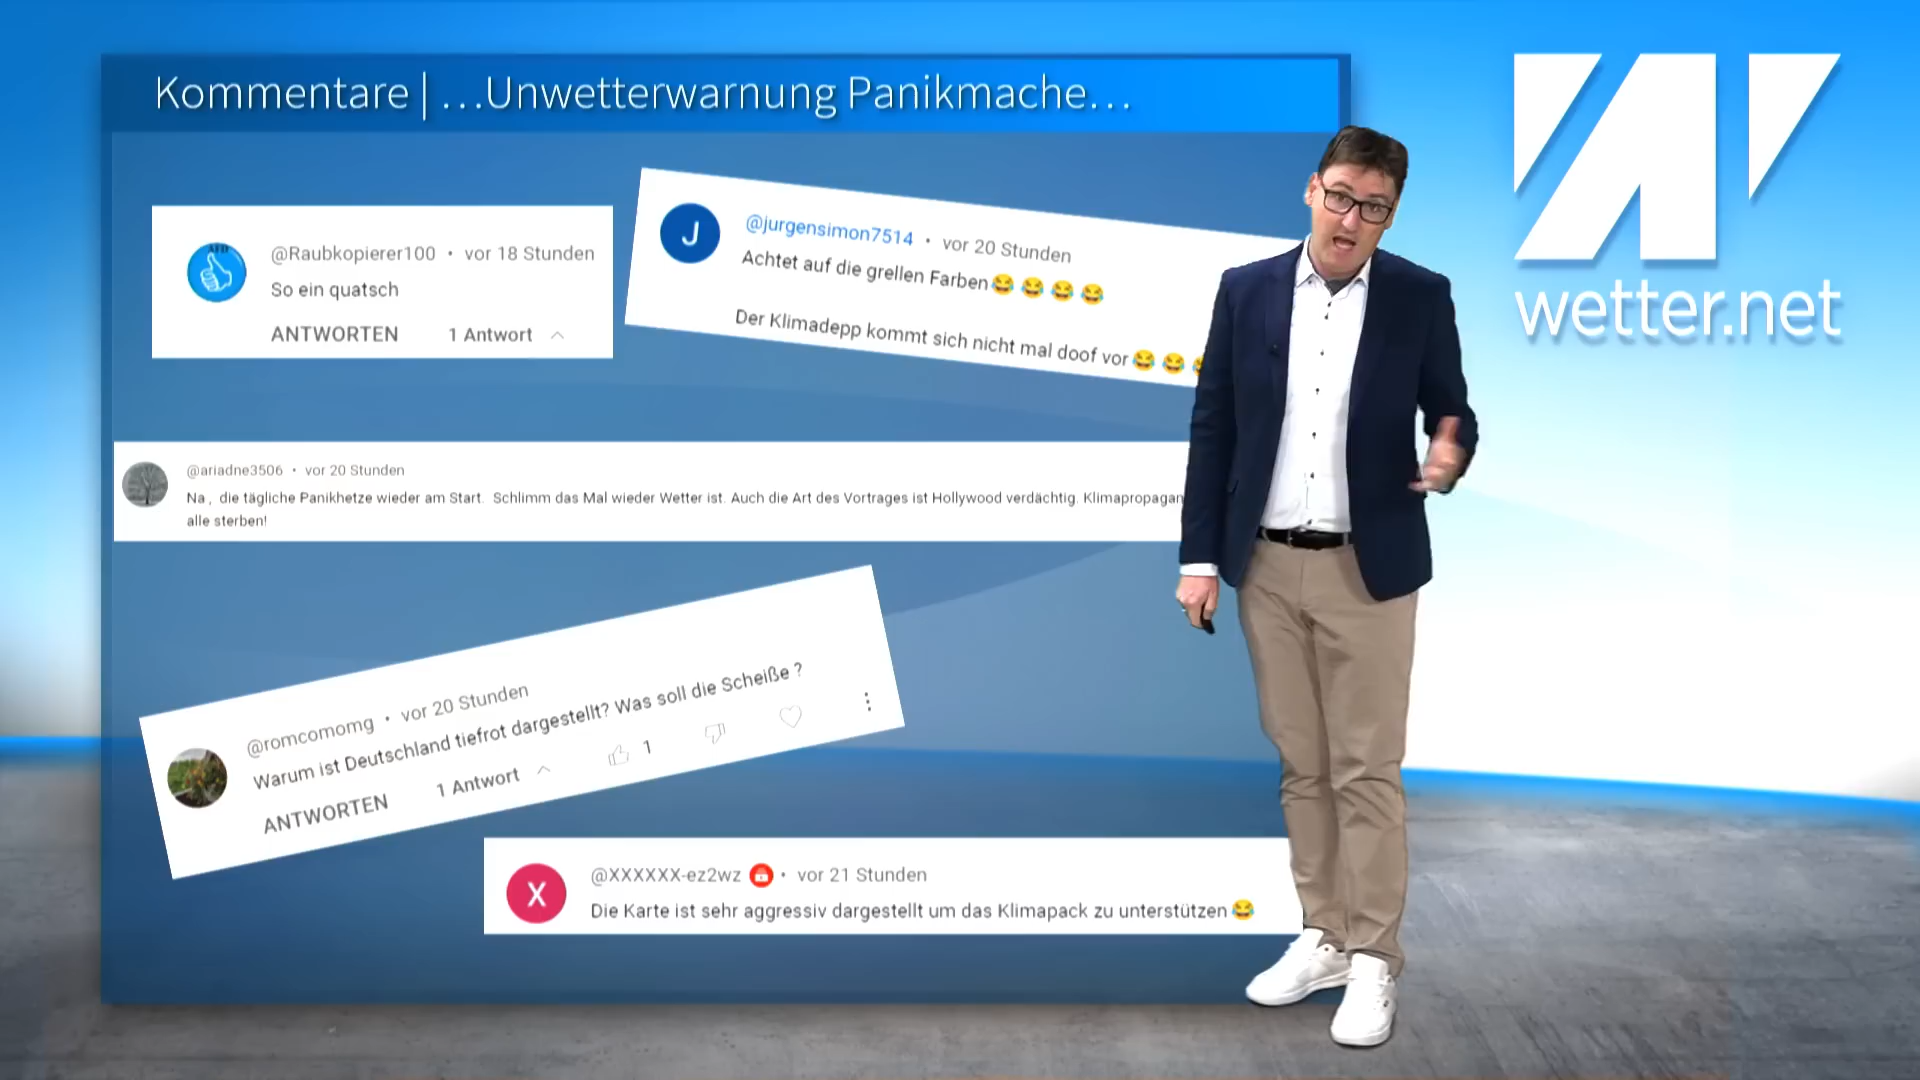 Kommentare | ...Unwetterwarnung Panikmache...
@Raubkopierer100 • vor 18 Stunden
So ein quatsch
ANTWORTEN 1 Antwort
J
@jurgensimon7514 • vor 20 Stunden
Achtet auf die grellen Farben😂😂😂😂
Der Klimadepp kommt sich nicht mal doof vor😂😂😂
@ariadne3506 • vor 20 Stunden
Na , die tägliche Panikhetze wieder am Start. Schlimm das Mal wieder Wetter ist. Auch die Art des Vortrages ist Hollywood verdächtig. Klimapropagan
alle sterben!
@romcomomg • vor 20 Stunden
Warum ist Deutschland tiefrot dargestellt? Was soll die Scheiße ?
ANTWORTEN 1 Antwort 1
X
@XXXXXX-ez2wz • vor 21 Stunden
Die Karte ist sehr aggressiv dargestellt um das Klimapack zu unterstützen😂
wetter.net